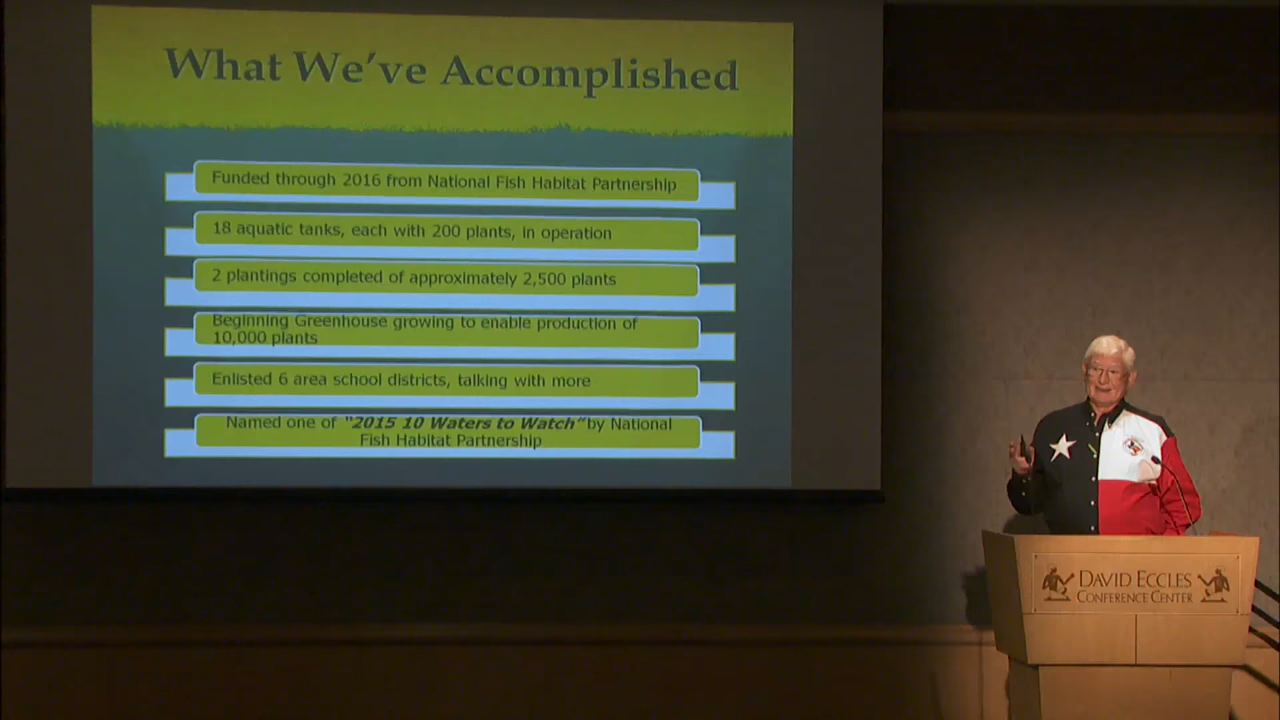 What We've Accomplished
Funded through 2016 from National Fish Habitat Partnership
18 aquatic tanks, each with 200 plants, in operation
2 plantings completed of approximately 2,500 plants
Beginning Greenhouse growing to enable production of
10,000 plants
Enlisted 6 area school districts, talking with more
Named one of "2015 10 Waters to Watch"by National
Fish Habitat Partnership
DAVID ECCLES
CONFERENCE CENTER